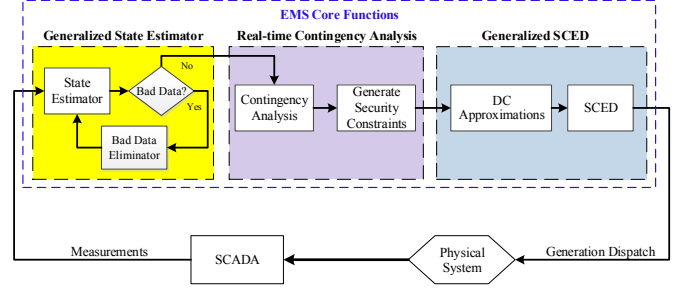 EMS Core Functions
Generalized State Estimator
Real-time Contingency Analysis
Generalized SCED
State
Estimator
Bad Data?
No
Yes
Bad Data
Eliminator
Contingency
Analysis
Generate
Security
Constraints
DC
Approximations
SCED
Measurements
SCADA
Physical
System
Generation Dispatch